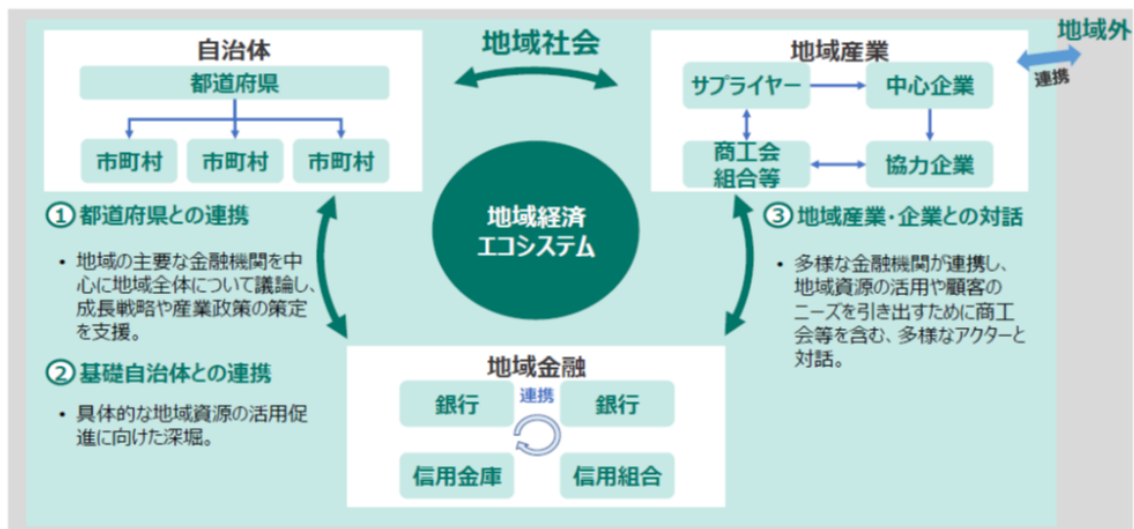 地域社会
地域外
連携
自治体
都道府県
市町村
市町村
市町村
地域産業
サプライヤー
中心企業
商工会
組合等
協力企業
地域経済
エコシステム
①都道府県との連携
・地域の主要な金融機関を中
心に地域全体について議論し、
成長戦略や産業政策の策定
を支援。
②基礎自治体との連携
・具体的な地域資源の活用促
進に向けた深堀。
③地域産業・企業との対話
・多様な金融機関が連携し、
地域資源の活用や顧客の
ニーズを引き出すために商工
会等を含む、多様なアクターと
対話。
地域金融
銀行
連携
銀行
信用金庫
信用組合